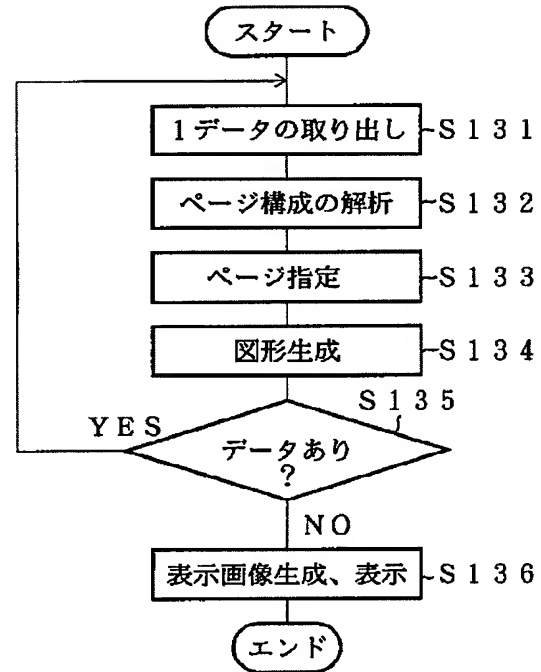 スタート
1データの取り出し S131
ページ構成の解析 S132
ページ指定 S133
図形生成 S134
S135
YES
データあり
?
NO
表示画像生成、表示 S136
エンド